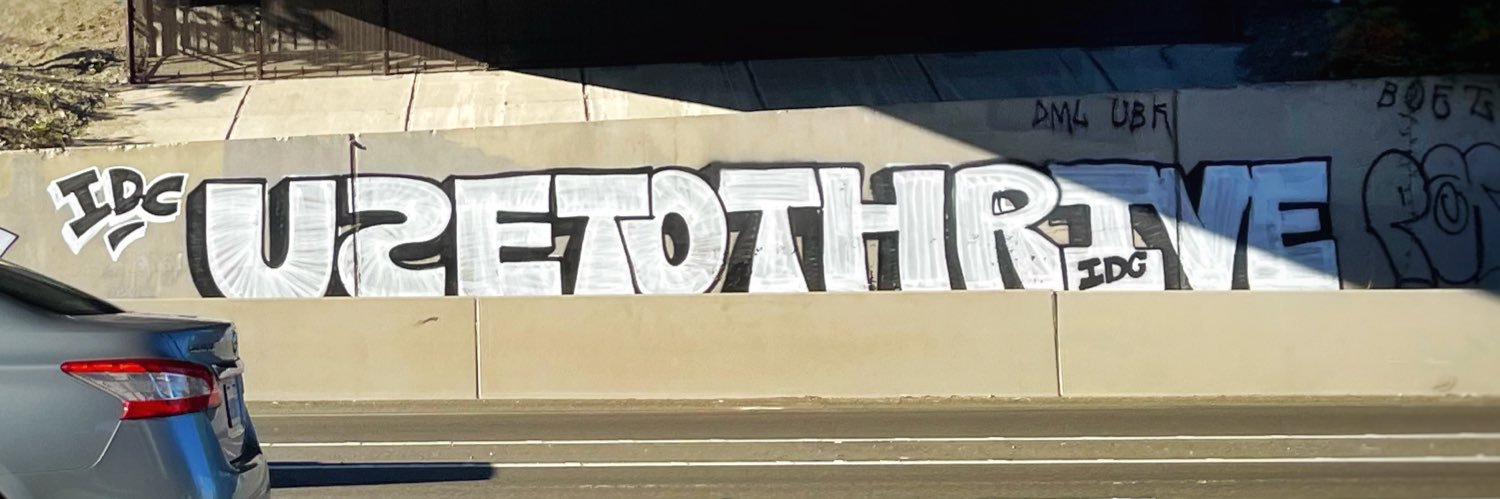 DML UBK
IDC
USETOTHRIVE
IDG